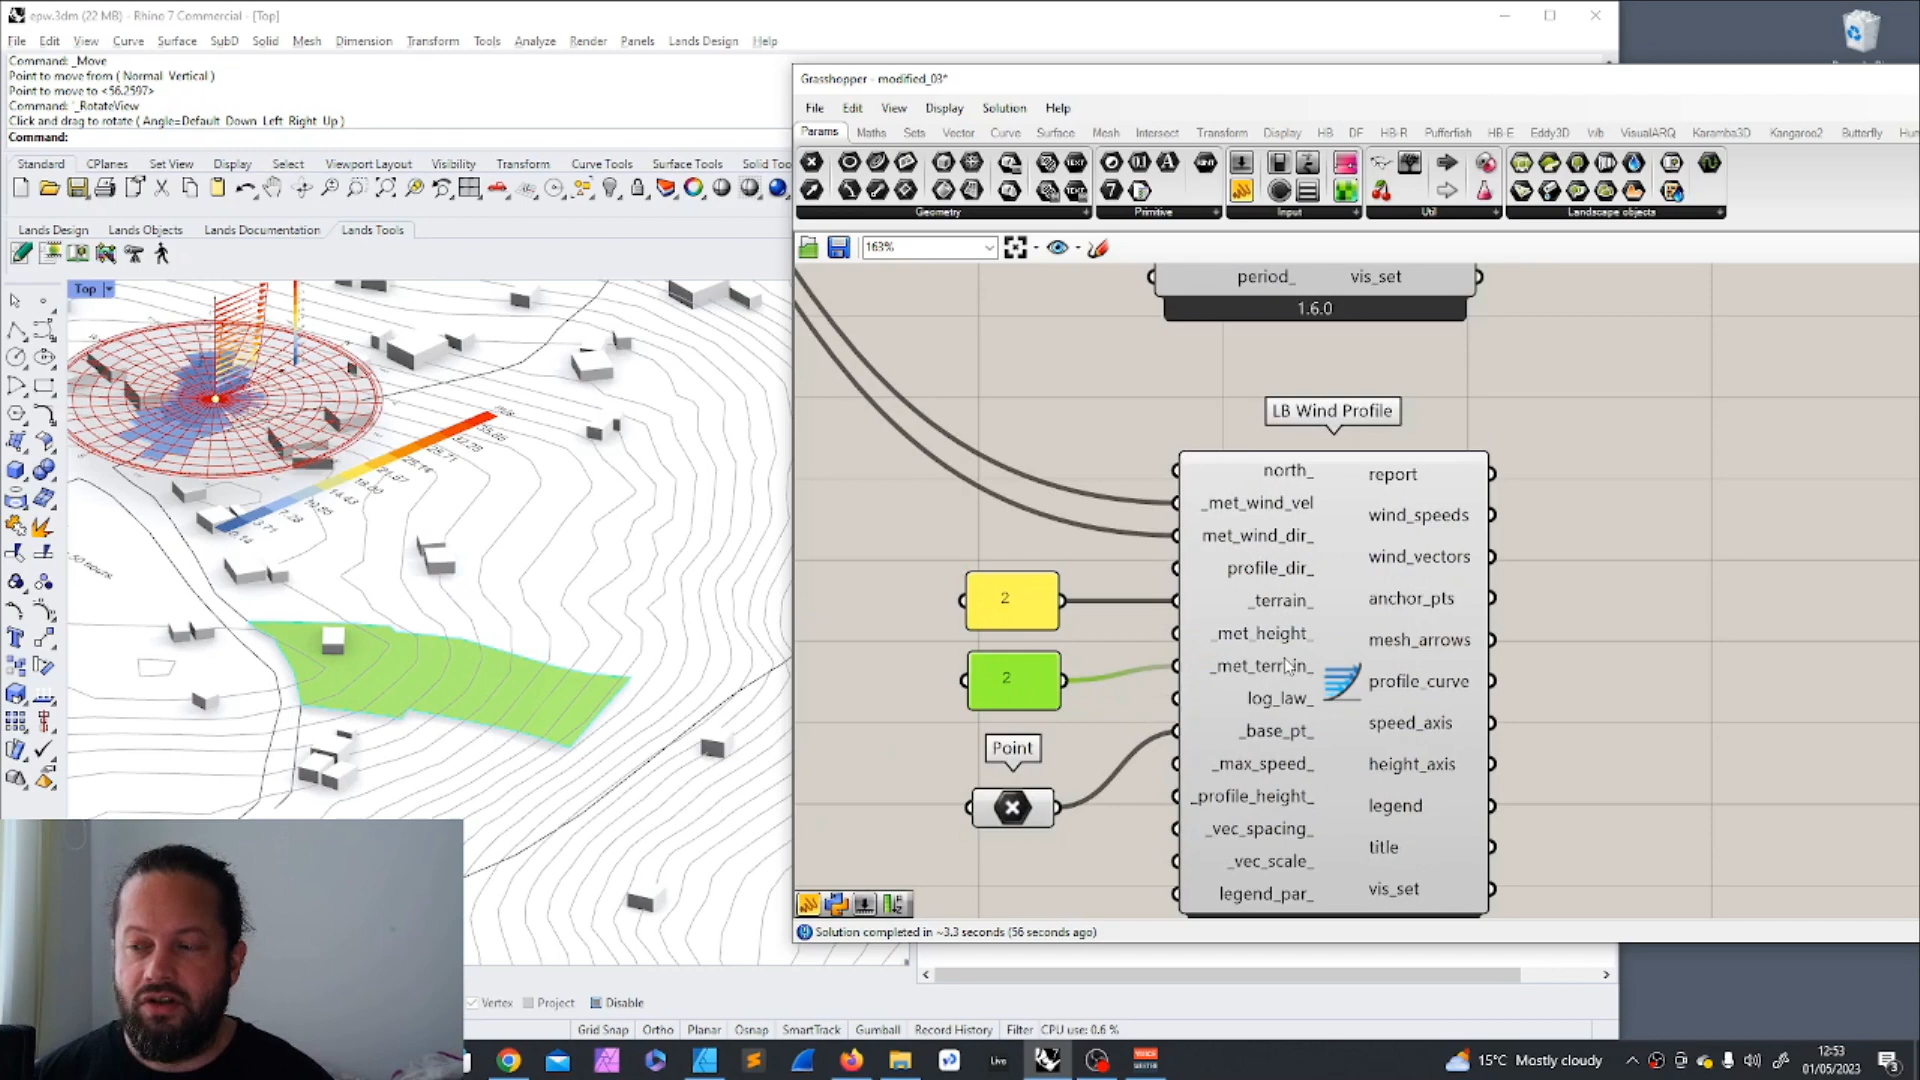 epw.3dm (22 MB) - Rhino 7 Commercial - [Top]
File Edit View Curve Surface SubD Solid Mesh Dimension Transform Tools Analyze Render Panels Lands Design Help
Command: _Move
Point to move from ( Normal Vertical )
Point to move to <56.2597>
Command: '_RotateView
Click and drag to rotate ( Angle=Default Down Left Right Up )
Command:
Standard CPlanes Set View Display Select Viewport Layout Visibility Transform Curve Tools Surface Tools Solid Too
Lands Design Lands Objects Lands Documentation Lands Tools
Top
Grasshopper - modified_03*
File Edit View Display Solution Help
Params Maths Sets Vector Curve Surface Mesh Intersect Transform Display HB DF HB-R Pufferfish HB-E Eddy3D Wb VisualARQ Karamba3D Kangaroo2 Butterfly Hum
Geometry Primitive Input Util Landscape objects
163%
period_ vis_set
1.6.0
LB Wind Profile
north_
_met_wind_vel
met_wind_dir_
profile_dir_
_terrain_
_met_height_
_met_terrain_
log_law_
_base_pt_
_max_speed_
_profile_height_
_vec_spacing_
_vec_scale_
legend_par_
report
wind_speeds
wind_vectors
anchor_pts
mesh_arrows
profile_curve
speed_axis
height_axis
legend
title
vis_set
2
2
Point
Solution completed in ~3.3 seconds (56 seconds ago)
Vertex Project Disable
Grid Snap Ortho Planar Osnap SmartTrack Gumball Record History Filter CPU use: 0.6 %
Live
15°C Mostly cloudy
12:53
01/05/2023
3